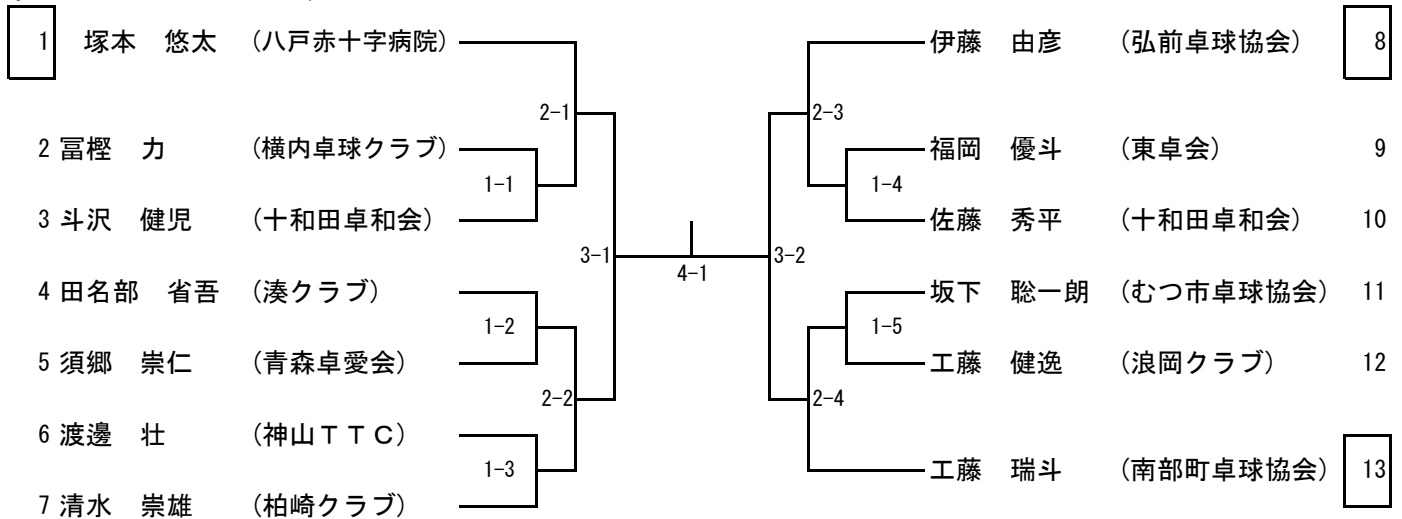 1 塚本　悠太 (八戸赤十字病院) 伊藤　由彦 (弘前卓球協会) 8
2-1 2-3
2 冨樫　力 (横内卓球クラブ) 福岡　優斗 (東卓会) 9
1-1 1-4
3 斗沢　健児 (十和田卓和会) 佐藤　秀平 (十和田卓和会) 10
3-1 4-1 3-2
4 田名部　省吾 (湊クラブ) 坂下　聡一朗 (むつ市卓球協会) 11
1-2 1-5
5 須郷　崇仁 (青森卓愛会) 工藤　健逸 (浪岡クラブ) 12
2-2 2-4
6 渡邊　壮 (神山ＴＴＣ)
1-3 工藤　瑞斗 (南部町卓球協会) 13
7 清水　崇雄 (柏崎クラブ)